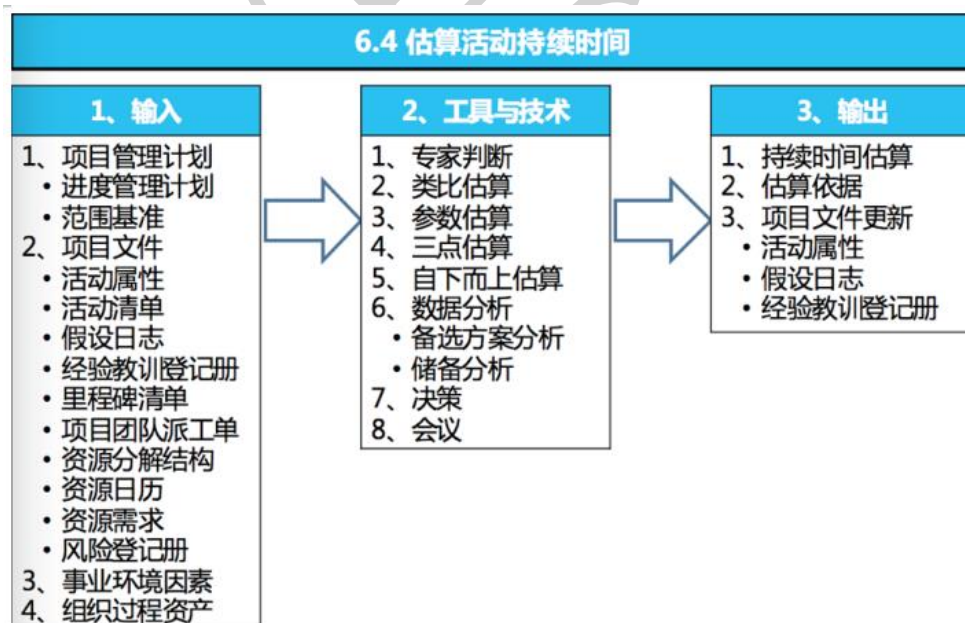 6.4 估算活动持续时间
1、输入
1、项目管理计划
• 进度管理计划
• 范围基准
2、项目文件
• 活动属性
• 活动清单
• 假设日志
• 经验教训登记册
• 里程碑清单
• 项目团队派工单
• 资源分解结构
• 资源日历
• 资源需求
• 风险登记册
3、事业环境因素
4、组织过程资产
2、工具与技术
1、专家判断
2、类比估算
3、参数估算
4、三点估算
5、自下而上估算
6、数据分析
• 备选方案分析
• 储备分析
7、决策
8、会议
3、输出
1、持续时间估算
2、估算依据
3、项目文件更新
• 活动属性
• 假设日志
• 经验教训登记册